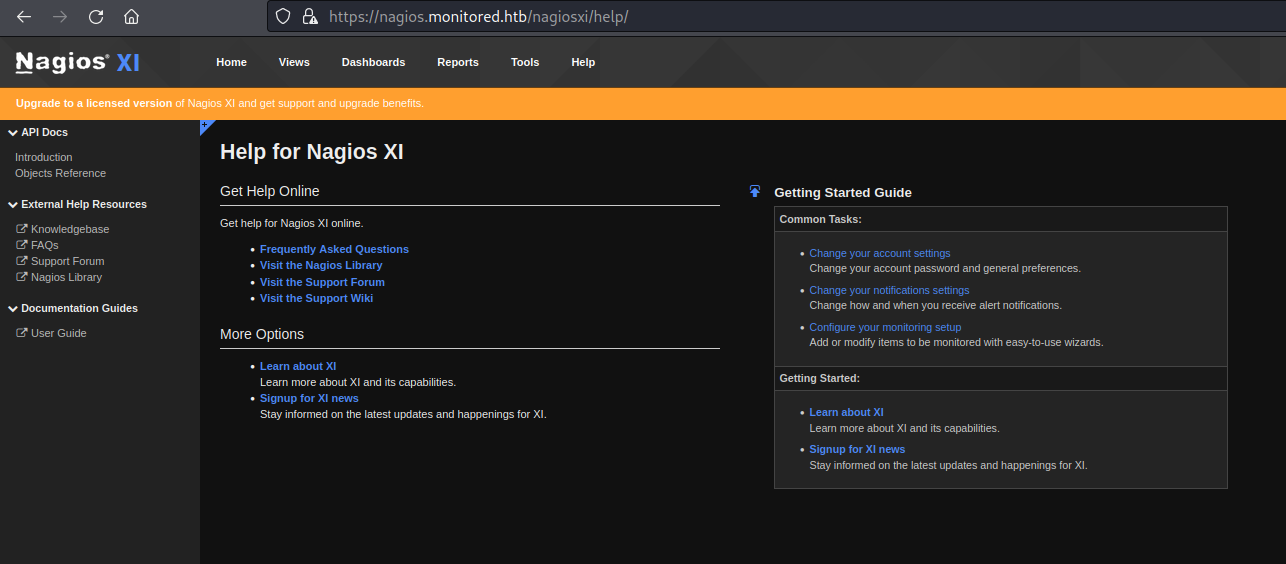 https://nagios.monitored.htb/nagiosxi/help/
Nagios® XI
Home Views Dashboards Reports Tools Help
Upgrade to a licensed version of Nagios XI and get support and upgrade benefits.
API Docs
Introduction
Objects Reference
External Help Resources
Knowledgebase
FAQs
Support Forum
Nagios Library
Documentation Guides
User Guide
Help for Nagios XI
Get Help Online
Get help for Nagios XI online.
• Frequently Asked Questions
• Visit the Nagios Library
• Visit the Support Forum
• Visit the Support Wiki
More Options
• Learn about XI
Learn more about XI and its capabilities.
• Signup for XI news
Stay informed on the latest updates and happenings for XI.
Getting Started Guide
Common Tasks:
• Change your account settings
Change your account password and general preferences.
• Change your notifications settings
Change how and when you receive alert notifications.
• Configure your monitoring setup
Add or modify items to be monitored with easy-to-use wizards.
Getting Started:
• Learn about XI
Learn more about XI and its capabilities.
• Signup for XI news
Stay informed on the latest updates and happenings for XI.